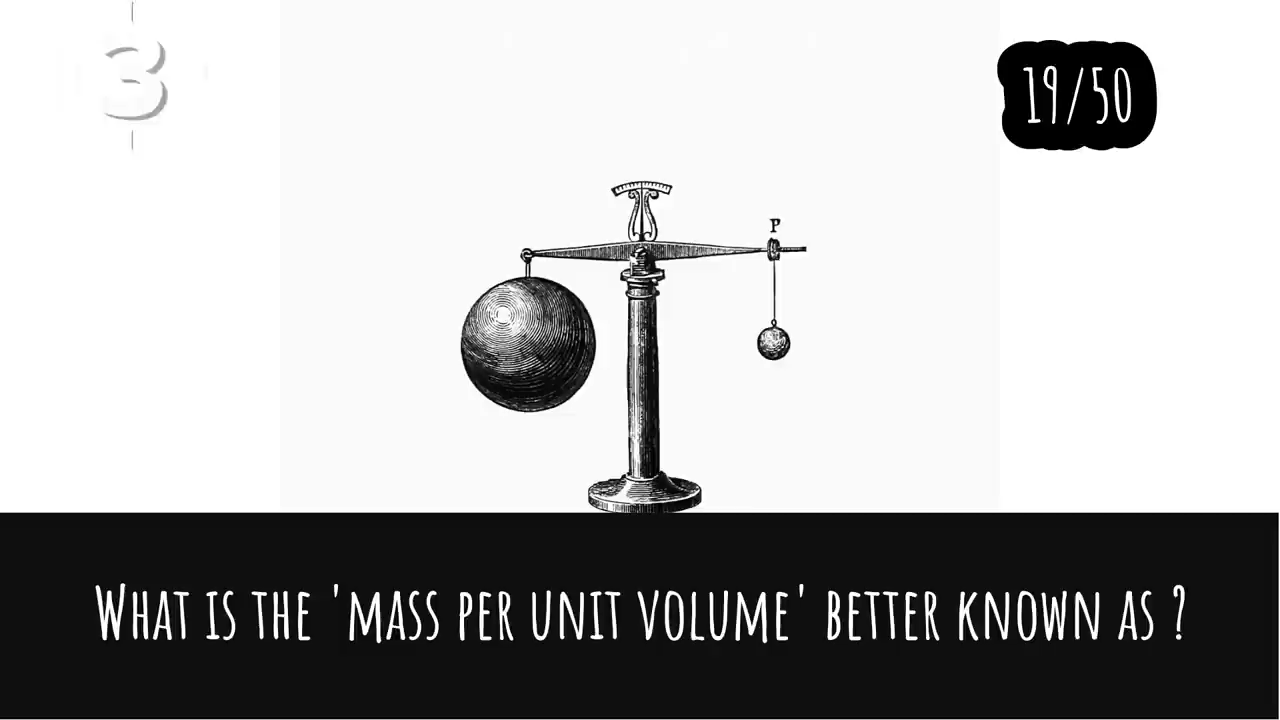 3
19/50
P
What is the 'mass per unit volume' better known as ?